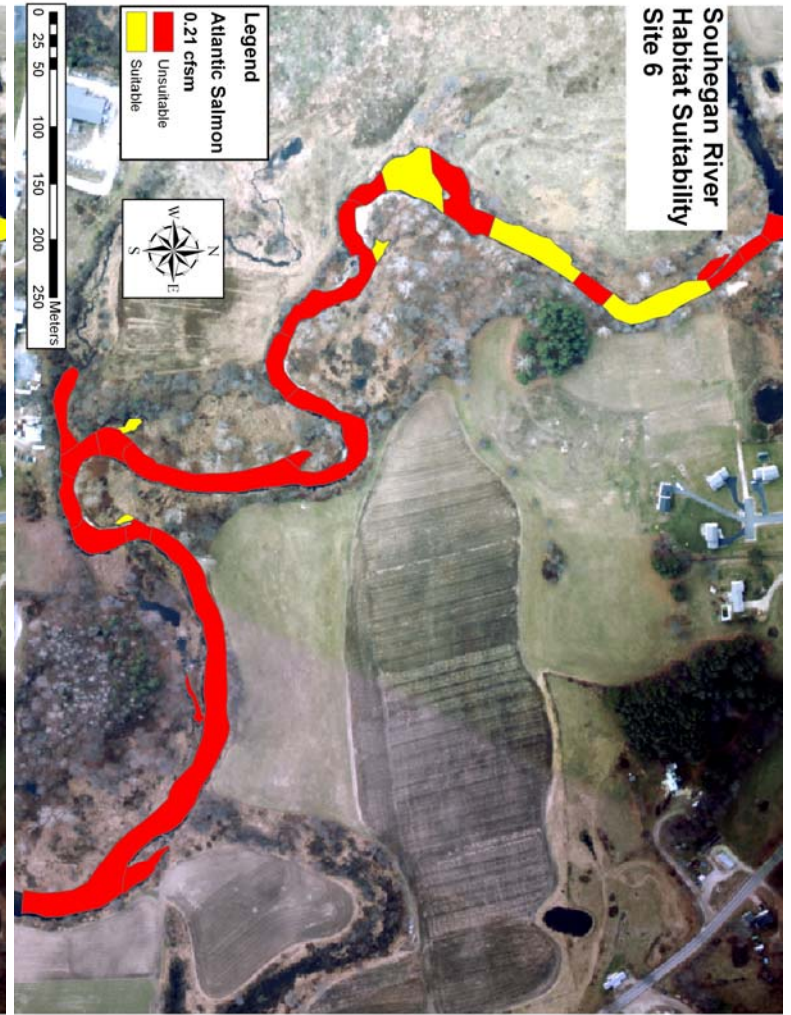 Souhegan River
Habitat Suitability
Site 6
Legend
Atlantic Salmon
0.21 cfsm
Unsuitable
Suitable
N
W
E
S
Meters
0 25 50 100 150 200 250